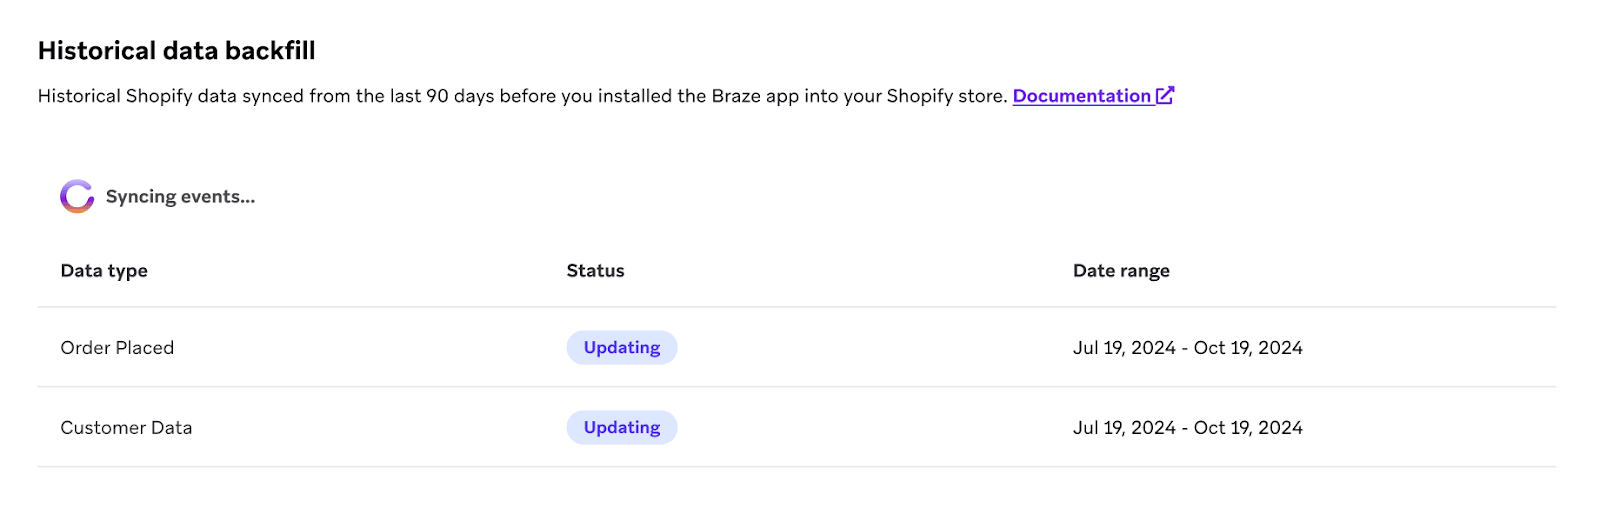 Historical data backfill
Historical Shopify data synced from the last 90 days before you installed the Braze app into your Shopify store. Documentation
Syncing events...
Data type Status Date range
Order Placed Updating Jul 19, 2024 - Oct 19, 2024
Customer Data Updating Jul 19, 2024 - Oct 19, 2024